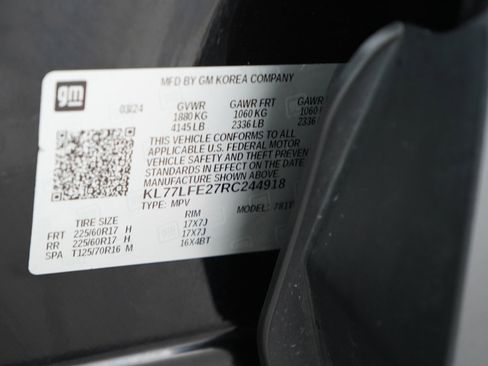 gm
MFD BY GM KOREA COMPANY
03/24 GVWR GAWR FRT GAWR
1880 KG 1060 KG 1060
4145 LB 2336 LB 2336
THIS VEHICLE CONFORMS TO ALL
APPLICABLE U.S. FEDERAL MOTOR
VEHICLE SAFETY AND THEFT PREVEN
STANDARDS IN EFFECT ON THE DATE
MANUFACTURE SHOWN ABOVE.
KL77LFE27RC244918
TYPE: MPV MODEL:
TIRE SIZE RIM
FRT 225/60R17 H 17X7J
RR 225/60R17 H 17X7J
SPA T125/70R16 M 16X4BT